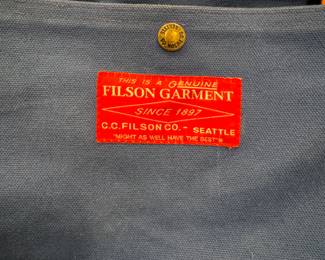 THIS IS A GENUINE
FILSON GARMENT
SINCE 1897
C.C. FILSON CO. - SEATTLE
"MIGHT AS WELL HAVE THE BEST"®